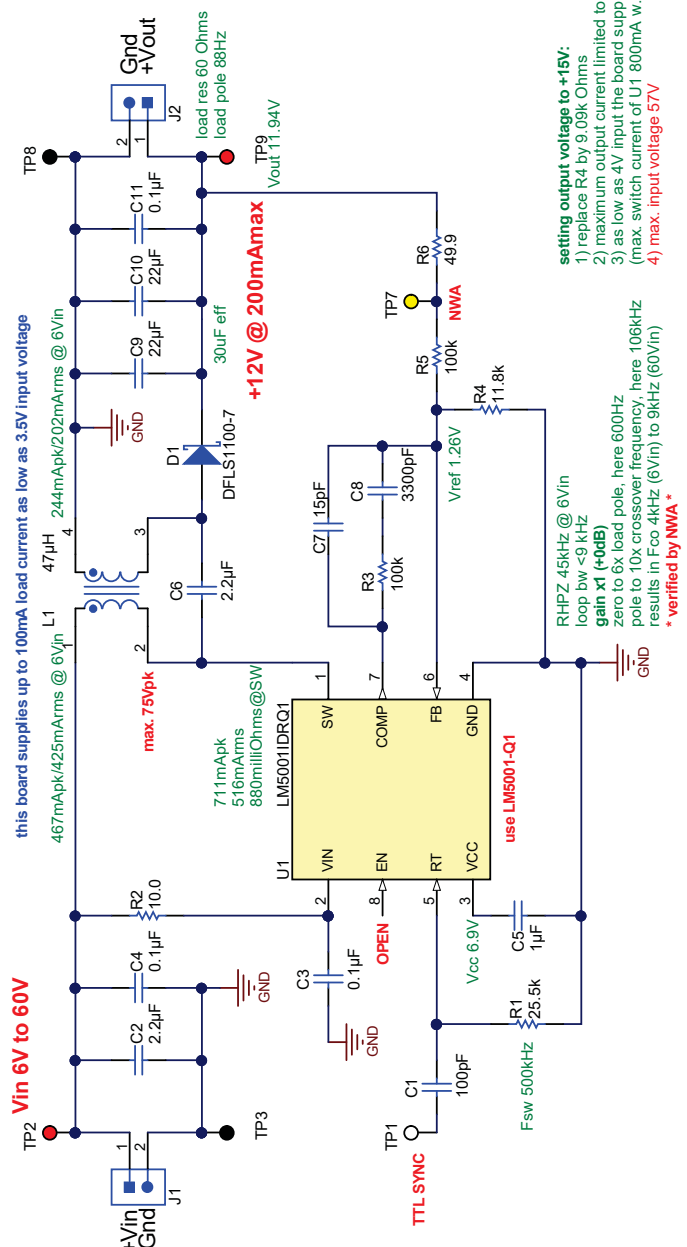 this board supplies up to 100mA load current as low as 3.5V input voltage
Vin 6V to 60V
467mApk/425mArms @ 6Vin
244mApk/202mArms @ 6Vin
TP2
TP3
+Vin
Gnd
J1
1
2
C2
2.2µF
C4
0.1µF
GND
R2
10.0
C3
0.1µF
GND
L1
47µH
1
2
4
3
max. 75Vpk
C6
2.2µF
D1
DFLS1100-7
GND
C9
22µF
C10
22µF
C11
0.1µF
30uF eff
+12V @ 200mAmax
TP8
TP9
Vout 11.94V
J2
2
1
Gnd
+Vout
load res 60 Ohms
load pole 88Hz
711mApk
516mArms
880milliOhms@SW
U1
LM5001IDRQ1
VIN
EN
RT
VCC
SW
COMP
FB
GND
2
8
5
3
1
7
6
4
OPEN
Vcc 6.9V
use LM5001-Q1
C5
1µF
R1
25.5k
Fsw 500kHz
C1
100pF
TP1
TTL SYNC
C7
15pF
R3
100k
C8
3300pF
Vref 1.26V
R5
100k
R4
11.8k
TP7
NWA
R6
49.9
GND
RHPZ 45kHz @ 6Vin
loop bw <9 kHz
gain x1 (+0dB)
zero to 6x load pole, here 600Hz
pole to 10x crossover frequency, here 106kHz
results in Fco 4kHz (6Vin) to 9kHz (60Vin)
* verified by NWA *
setting output voltage to +15V:
1) replace R4 by 9.09k Ohms
2) maximum output current limited to
3) as low as 4V input the board supp
(max. switch current of U1 800mA w.
4) max. input voltage 57V